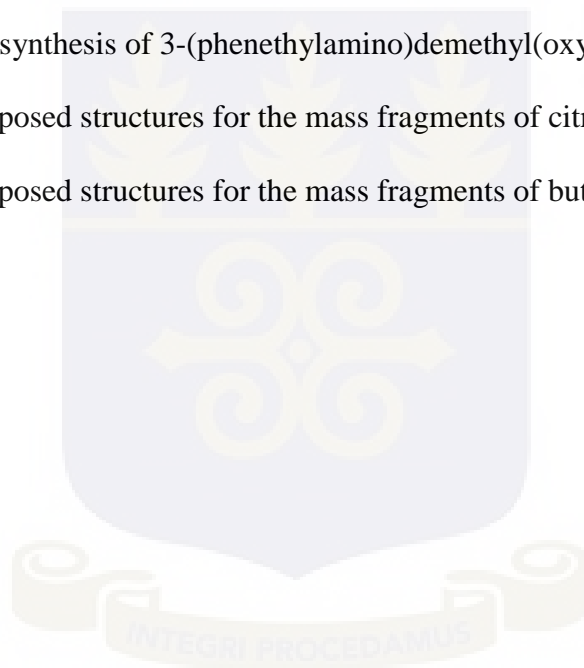 synthesis of 3-(phenethylamino)demethyl(oxy
posed structures for the mass fragments of citr
posed structures for the mass fragments of but
INTEGRI PROCEDAMUS